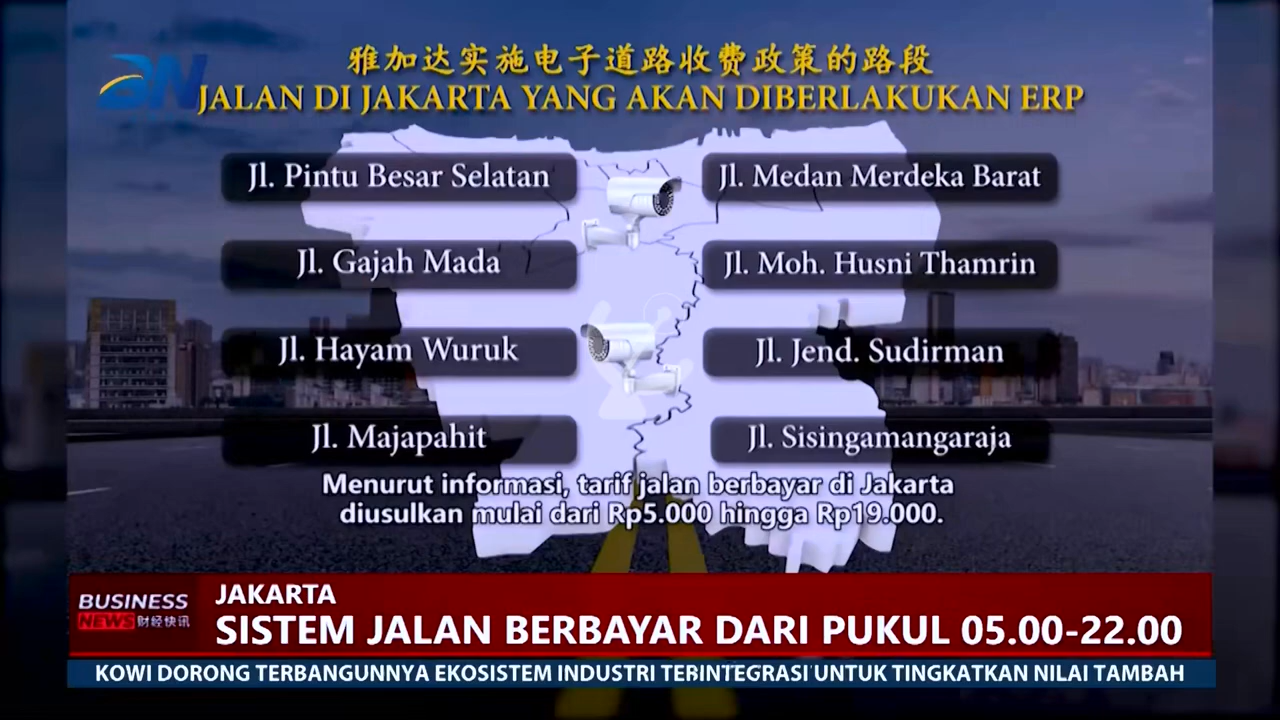 雅加达实施电子道路收费政策的路段
BN
JALAN DI JAKARTA YANG AKAN DIBERLAKUKAN ERP
Jl. Pintu Besar Selatan
Jl. Medan Merdeka Barat
Jl. Gajah Mada
Jl. Moh. Husni Thamrin
Jl. Hayam Wuruk
Jl. Jend. Sudirman
Jl. Majapahit
Jl. Sisingamangaraja
Menurut informasi, tarif jalan berbayar di Jakarta
diusulkan mulai dari Rp5.000 hingga Rp19.000.
BUSINESS
NEWS 财经快讯
JAKARTA
SISTEM JALAN BERBAYAR DARI PUKUL 05.00-22.00
KOWI DORONG TERBANGUNNYA EKOSISTEM INDUSTRI TERINTEGRASI UNTUK TINGKATKAN NILAI TAMBAH